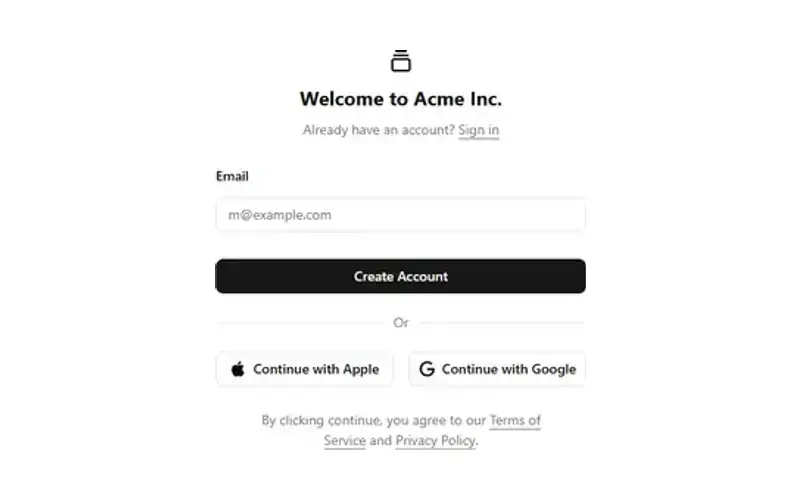 Welcome to Acme Inc.
Already have an account? Sign in
Email
m@example.com
Create Account
Or
Continue with Apple
Continue with Google
By clicking continue, you agree to our Terms of
Service and Privacy Policy.